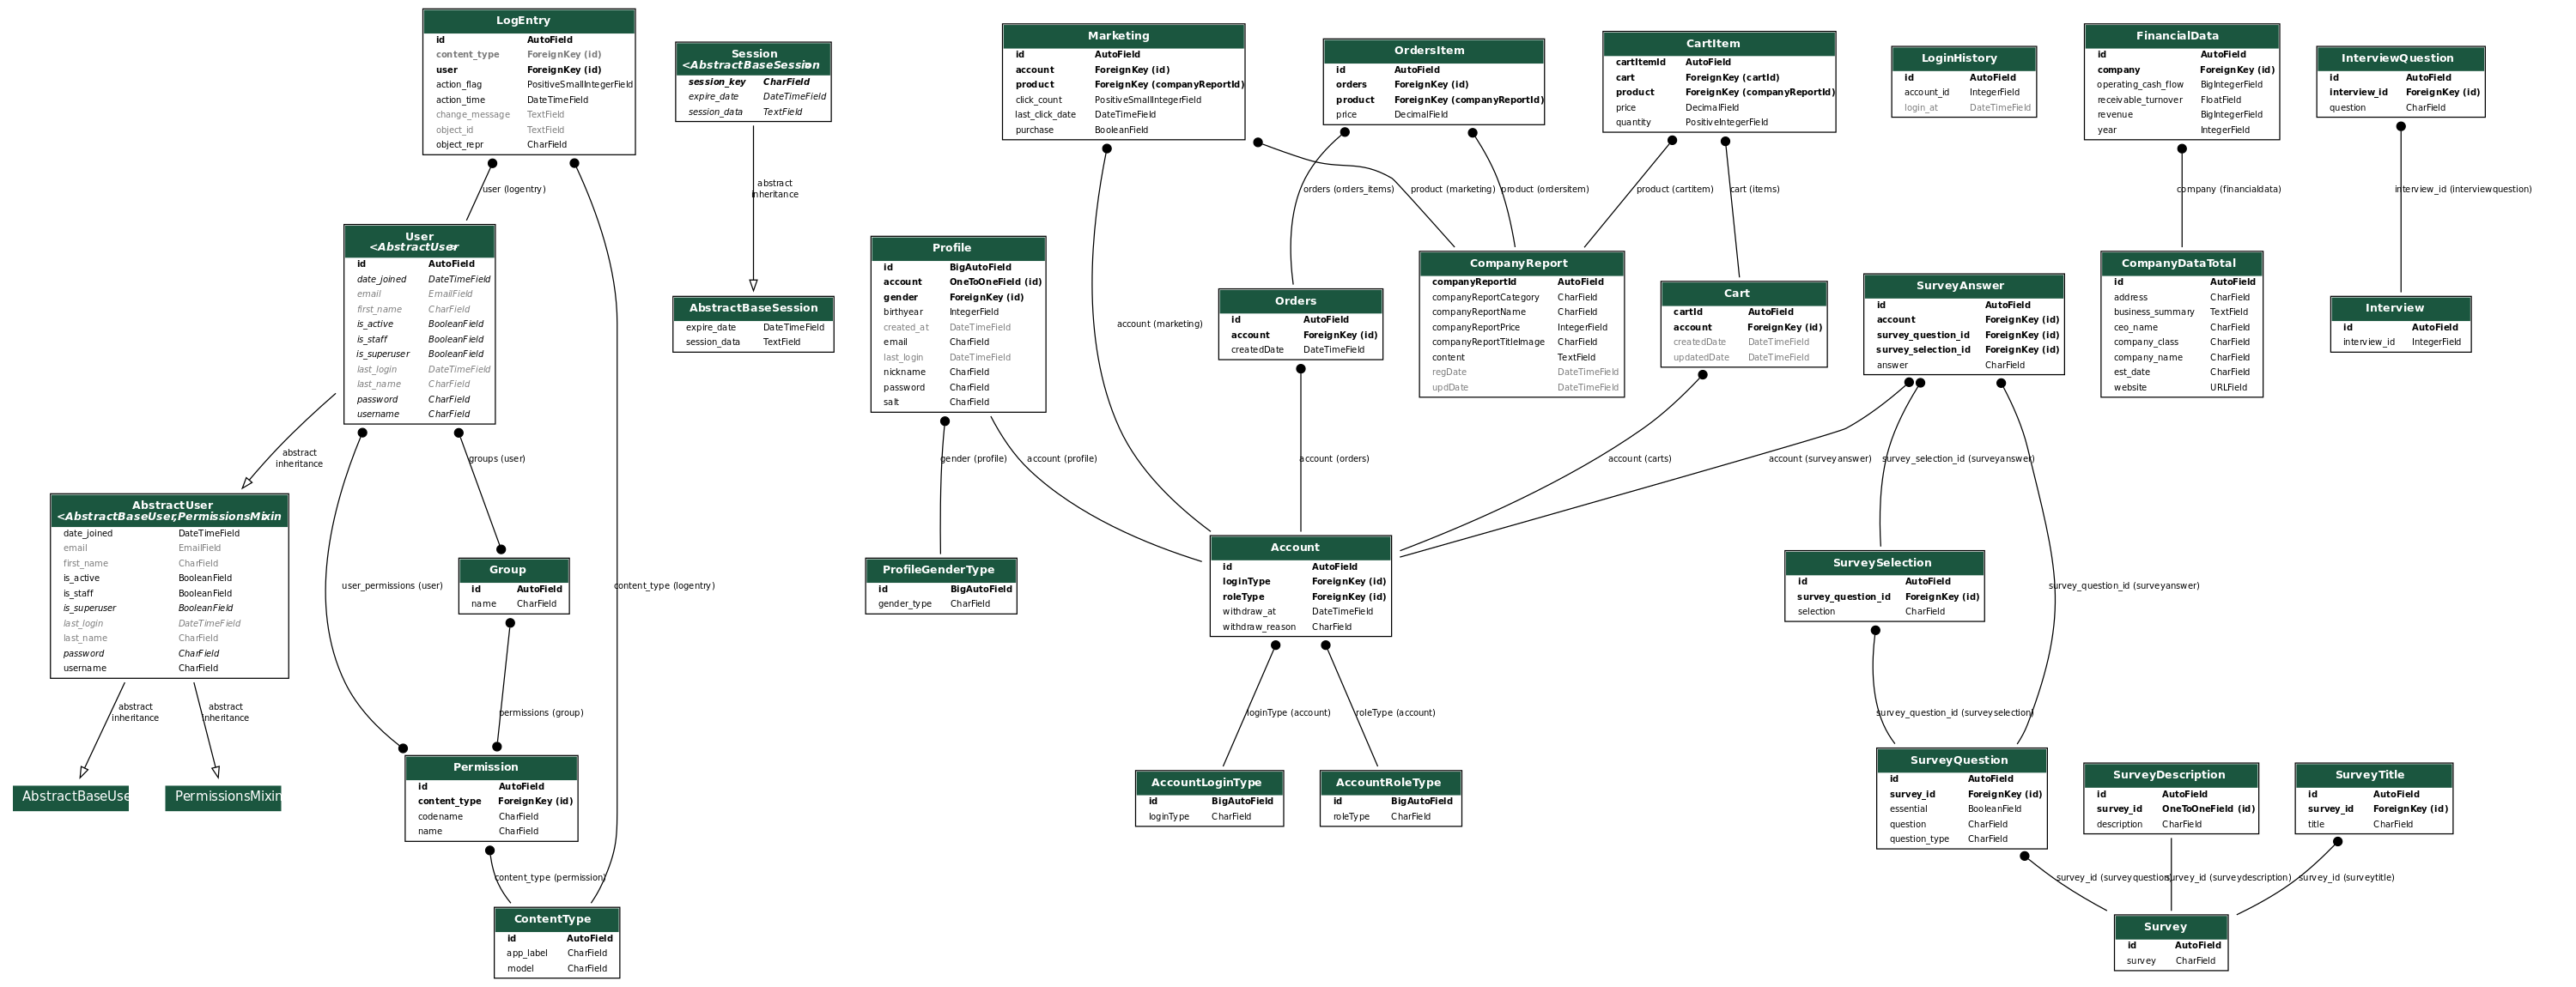 LogEntry
id AutoField
content_type ForeignKey (id)
user ForeignKey (id)
action_flag PositiveSmallIntegerField
action_time DateTimeField
change_message TextField
object_id TextField
object_repr CharField
Session
<AbstractBaseSession>
session_key CharField
expire_date DateTimeField
session_data TextField
Marketing
id AutoField
account ForeignKey (id)
product ForeignKey (companyReportId)
click_count PositiveSmallIntegerField
last_click_date DateTimeField
purchase BooleanField
OrdersItem
id AutoField
orders ForeignKey (id)
product ForeignKey (companyReportId)
price DecimalField
CartItem
cartItemId AutoField
cart ForeignKey (cartId)
product ForeignKey (companyReportId)
price DecimalField
quantity PositiveIntegerField
LoginHistory
id AutoField
account_id IntegerField
login_at DateTimeField
FinancialData
id AutoField
company ForeignKey (id)
operating_cash_flow BigIntegerField
receivable_turnover FloatField
revenue BigIntegerField
year IntegerField
InterviewQuestion
id AutoField
interview_id ForeignKey (id)
question CharField
user (logentry)
abstract
inheritance
orders (orders_items)
product (marketing)
product (ordersitem)
product (cartitem)
cart (items)
company (financialdata)
interview_id (interviewquestion)
User
<AbstractUser>
id AutoField
date_joined DateTimeField
email EmailField
first_name CharField
is_active BooleanField
is_staff BooleanField
is_superuser BooleanField
last_login DateTimeField
last_name CharField
password CharField
username CharField
AbstractBaseSession
expire_date DateTimeField
session_data TextField
Profile
id BigAutoField
account OneToOneField (id)
gender ForeignKey (id)
birthyear IntegerField
created_at DateTimeField
email CharField
last_login DateTimeField
nickname CharField
password CharField
salt CharField
account (marketing)
Orders
id AutoField
account ForeignKey (id)
createdDate DateTimeField
CompanyReport
companyReportId AutoField
companyReportCategory CharField
companyReportName CharField
companyReportPrice IntegerField
companyReportTitleImage CharField
content TextField
regDate DateTimeField
updDate DateTimeField
Cart
cartId AutoField
account ForeignKey (id)
createdDate DateTimeField
updatedDate DateTimeField
SurveyAnswer
id AutoField
account ForeignKey (id)
survey_question_id ForeignKey (id)
survey_selection_id ForeignKey (id)
answer CharField
CompanyDataTotal
id AutoField
address CharField
business_summary TextField
ceo_name CharField
company_class CharField
company_name CharField
est_date CharField
website URLField
Interview
id AutoField
interview_id IntegerField
abstract
inheritance
groups (user)
gender (profile)
account (profile)
account (orders)
account (carts)
account (surveyanswer)
survey_selection_id (surveyanswer)
AbstractUser
<AbstractBaseUser,PermissionsMixin>
date_joined DateTimeField
email EmailField
first_name CharField
is_active BooleanField
is_staff BooleanField
is_superuser BooleanField
last_login DateTimeField
last_name CharField
password CharField
username CharField
user_permissions (user)
Group
id AutoField
name CharField
content_type (logentry)
ProfileGenderType
id BigAutoField
gender_type CharField
Account
id AutoField
loginType ForeignKey (id)
roleType ForeignKey (id)
withdraw_at DateTimeField
withdraw_reason CharField
SurveySelection
id AutoField
survey_question_id ForeignKey (id)
selection CharField
survey_question_id (surveyanswer)
abstract
inheritance
abstract
inheritance
permissions (group)
loginType (account)
roleType (account)
survey_question_id (surveyselection)
AbstractBaseUse
PermissionsMixin
Permission
id AutoField
content_type ForeignKey (id)
codename CharField
name CharField
AccountLoginType
id BigAutoField
loginType CharField
AccountRoleType
id BigAutoField
roleType CharField
SurveyQuestion
id AutoField
survey_id ForeignKey (id)
essential BooleanField
question CharField
question_type CharField
SurveyDescription
id AutoField
survey_id OneToOneField (id)
description CharField
SurveyTitle
id AutoField
survey_id ForeignKey (id)
title CharField
content_type (permission)
survey_id (surveyquestion)
survey_id (surveydescription)
survey_id (surveytitle)
ContentType
id AutoField
app_label CharField
model CharField
Survey
id AutoField
survey CharField